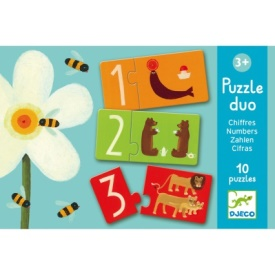 3+
Puzzle
duo
Chiffres
Numbers
Zahlen
Cifras
10
puzzles
DJECO
1
2
3